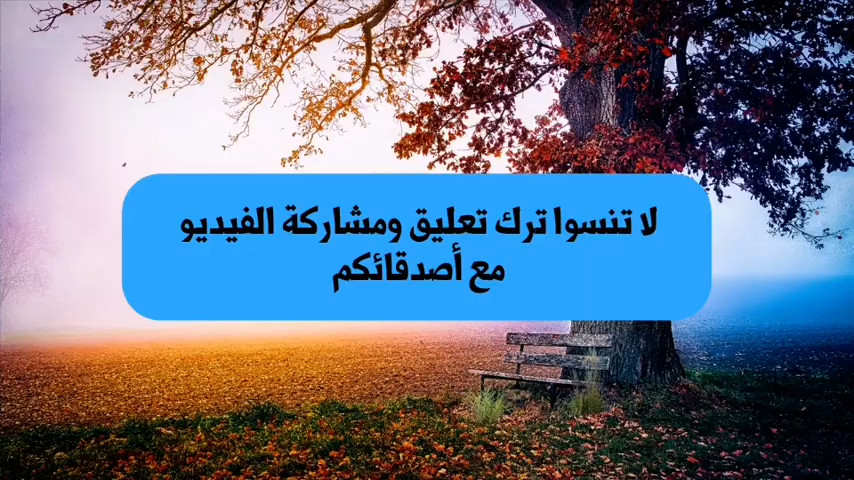 لا تنسوا ترك تعليق ومشاركة الفيديو
مع أصدقائكم